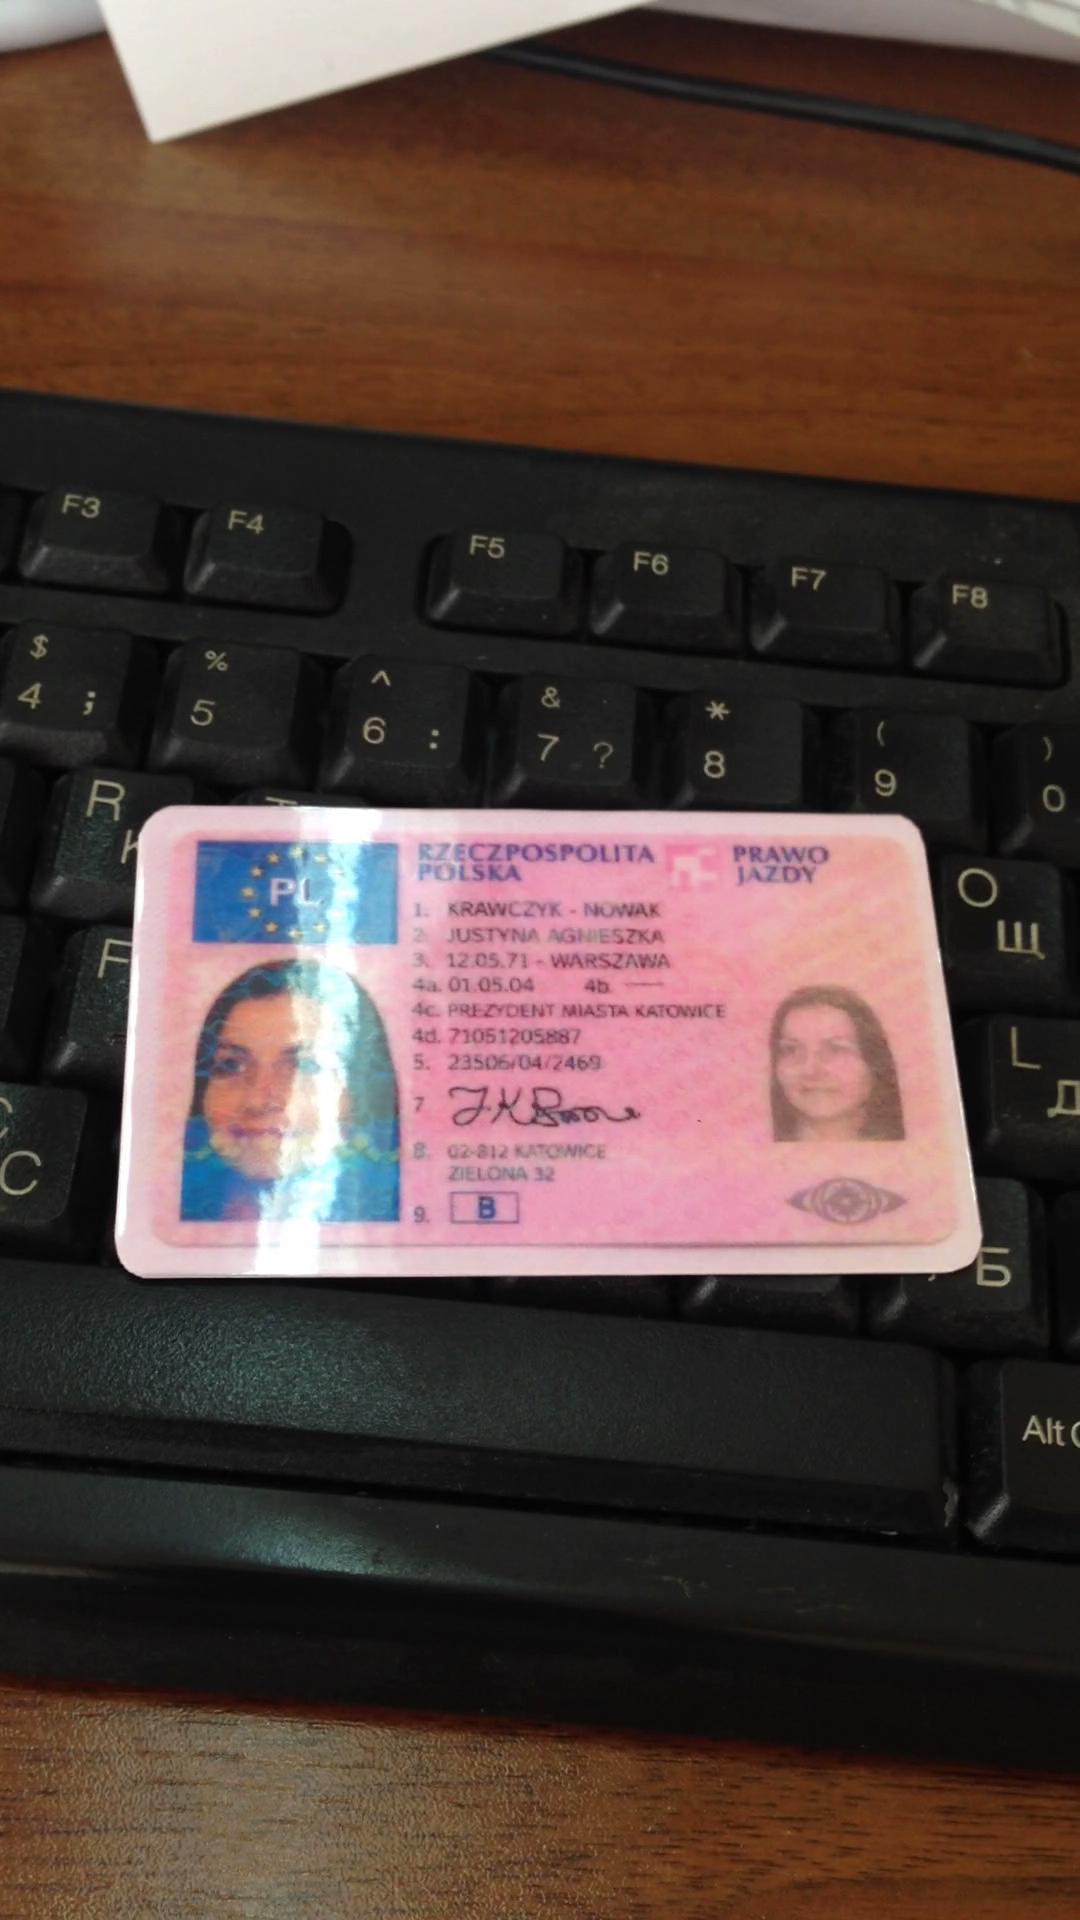 F3 F4 F5 F6 F7 F8
$ % ^ & * ( )
4 ; 5 6 : 7 ? 8 9 0
R К
PL
RZECZPOSPOLITA PRAWO
POLSKA JAZDY
1. KRAWCZYK - NOWAK
2. JUSTYNA AGNIESZKA
3. 12.05.71 - WARSZAWA
4a. 01.05.04 4b. —
4c. PREZYDENT MIASTA KATOWICE
4d. 71051205887
5. 23506/04/2469
7
8. 02-812 KATOWICE
ZIELONA 32
9. B
O Щ
F
L Д
C С
Б
Alt